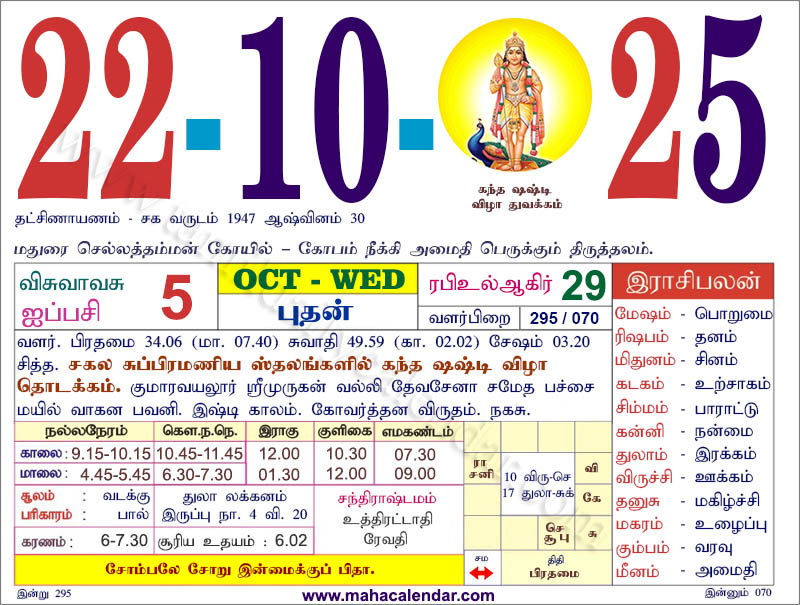 22-10-25
கந்த ஷஷ்டி
விழா துவக்கம்
தட்சிணாயணம் - சக வருடம் 1947 ஆஷ்வினம் 30
மதுரை செல்லத்தம்மன் கோயில் – கோபம் நீக்கி அமைதி பெருக்கும் திருத்தலம்.
விசுவாவசு
ஐப்பசி 5
OCT - WED
புதன்
ரபிஉல்ஆகிர் 29
வளர்பிறை 295 / 070
வளர். பிரதமை 34.06 (மா. 07.40) சுவாதி 49.59 (கா. 02.02) சேஷம் 03.20
சித்த. சகல சுப்பிரமணிய ஸ்தலங்களில் கந்த ஷஷ்டி விழா
தொடக்கம். குமாரவயலூர் ஸ்ரீமுருகன் வல்லி தேவசேனா சமேத பச்சை
மயில் வாகன பவனி. இஷ்டி காலம். கோவர்த்தன விருதம். நகசு.
இராசிபலன்
மேஷம் - பொறுமை
ரிஷபம் - தனம்
மிதுனம் - சினம்
கடகம் - உற்சாகம்
சிம்மம் - பாராட்டு
கன்னி - நன்மை
துலாம் - இரக்கம்
விருச்சி - ஊக்கம்
தனுசு - மகிழ்ச்சி
மகரம் - உழைப்பு
கும்பம் - வரவு
மீனம் - அமைதி
நல்லநேரம் கௌ.ந.நெ. இராகு குளிகை எமகண்டம்
காலை: 9.15-10.15 10.45-11.45 12.00 10.30 07.30
மாலை: 4.45-5.45 6.30-7.30 01.30 12.00 09.00
சூலம் : வடக்கு
பரிகாரம் : பால்
துலா லக்கனம்
இருப்பு நா. 4 வி. 20
சந்திராஷ்டமம்
உத்திரட்டாதி
ரேவதி
கரணம் : 6-7.30 சூரிய உதயம் : 6.02
சோம்பலே சோறு இன்மைக்குப் பிதா.
ரா
சனி
10 விரு-செ
17 துலா-சுக்
வி
கே
செ
சூ பு
சு
சம
திதி
பிரதமை
இன்று 295
www.mahacalendar.com
இன்னும் 070